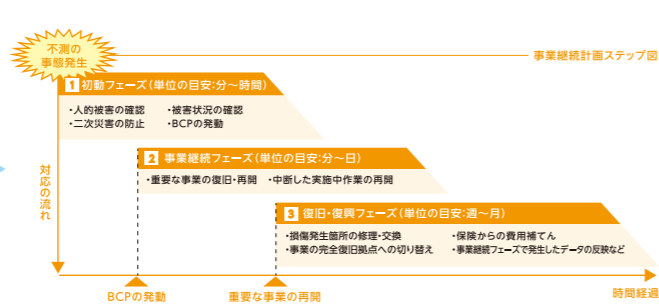 不測の
事態発生
事業継続計画ステップ図
1 初動フェーズ(単位の目安:分~時間)
・人的被害の確認 ・被害状況の確認
・二次災害の防止 ・BCPの発動
2 事業継続フェーズ(単位の目安:分~日)
・重要な事業の復旧・再開 ・中断した実施中作業の再開
3 復旧・復興フェーズ(単位の目安:週~月)
・損傷発生箇所の修理・交換 ・保険からの費用補てん
・事業の完全復旧拠点への切り替え ・事業継続フェーズで発生したデータの反映など
対応の流れ
BCPの発動
重要な事業の再開
時間経過